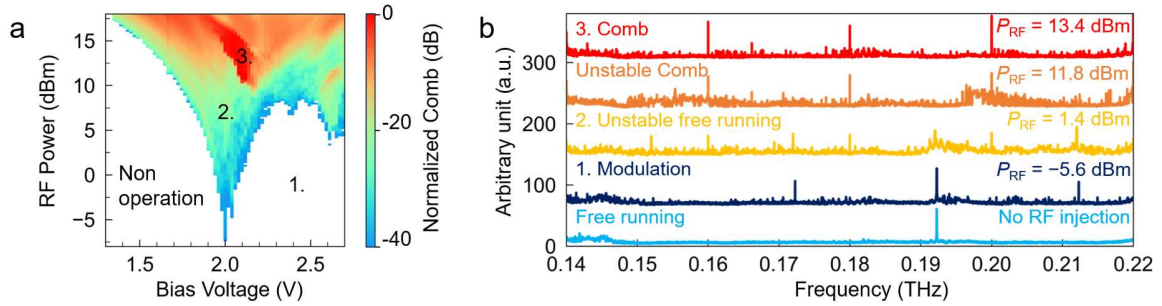 a
15
10
5
0
−5
RF Power (dBm)
3.
2.
1.
Non
operation
1.5
2.0
2.5
Bias Voltage (V)
0
−20
−40
Normalized Comb (dB)
b
300
200
100
0
Arbitrary unit (a.u.)
3. Comb
P_RF = 13.4 dBm
Unstable Comb
P_RF = 11.8 dBm
2. Unstable free running
P_RF = 1.4 dBm
1. Modulation
P_RF = −5.6 dBm
Free running
No RF injection
0.14 0.15 0.16 0.17 0.18 0.19 0.20 0.21 0.22
Frequency (THz)